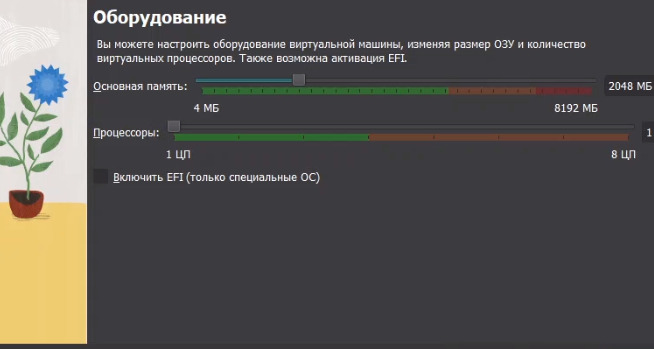 Оборудование
Вы можете настроить оборудование виртуальной машины, изменяя размер ОЗУ и количество
виртуальных процессоров. Также возможна активация EFI.
Основная память: 2048 МБ
4 МБ 8192 МБ
Процессоры: 1
1 ЦП 8 ЦП
Включить EFI (только специальные ОС)